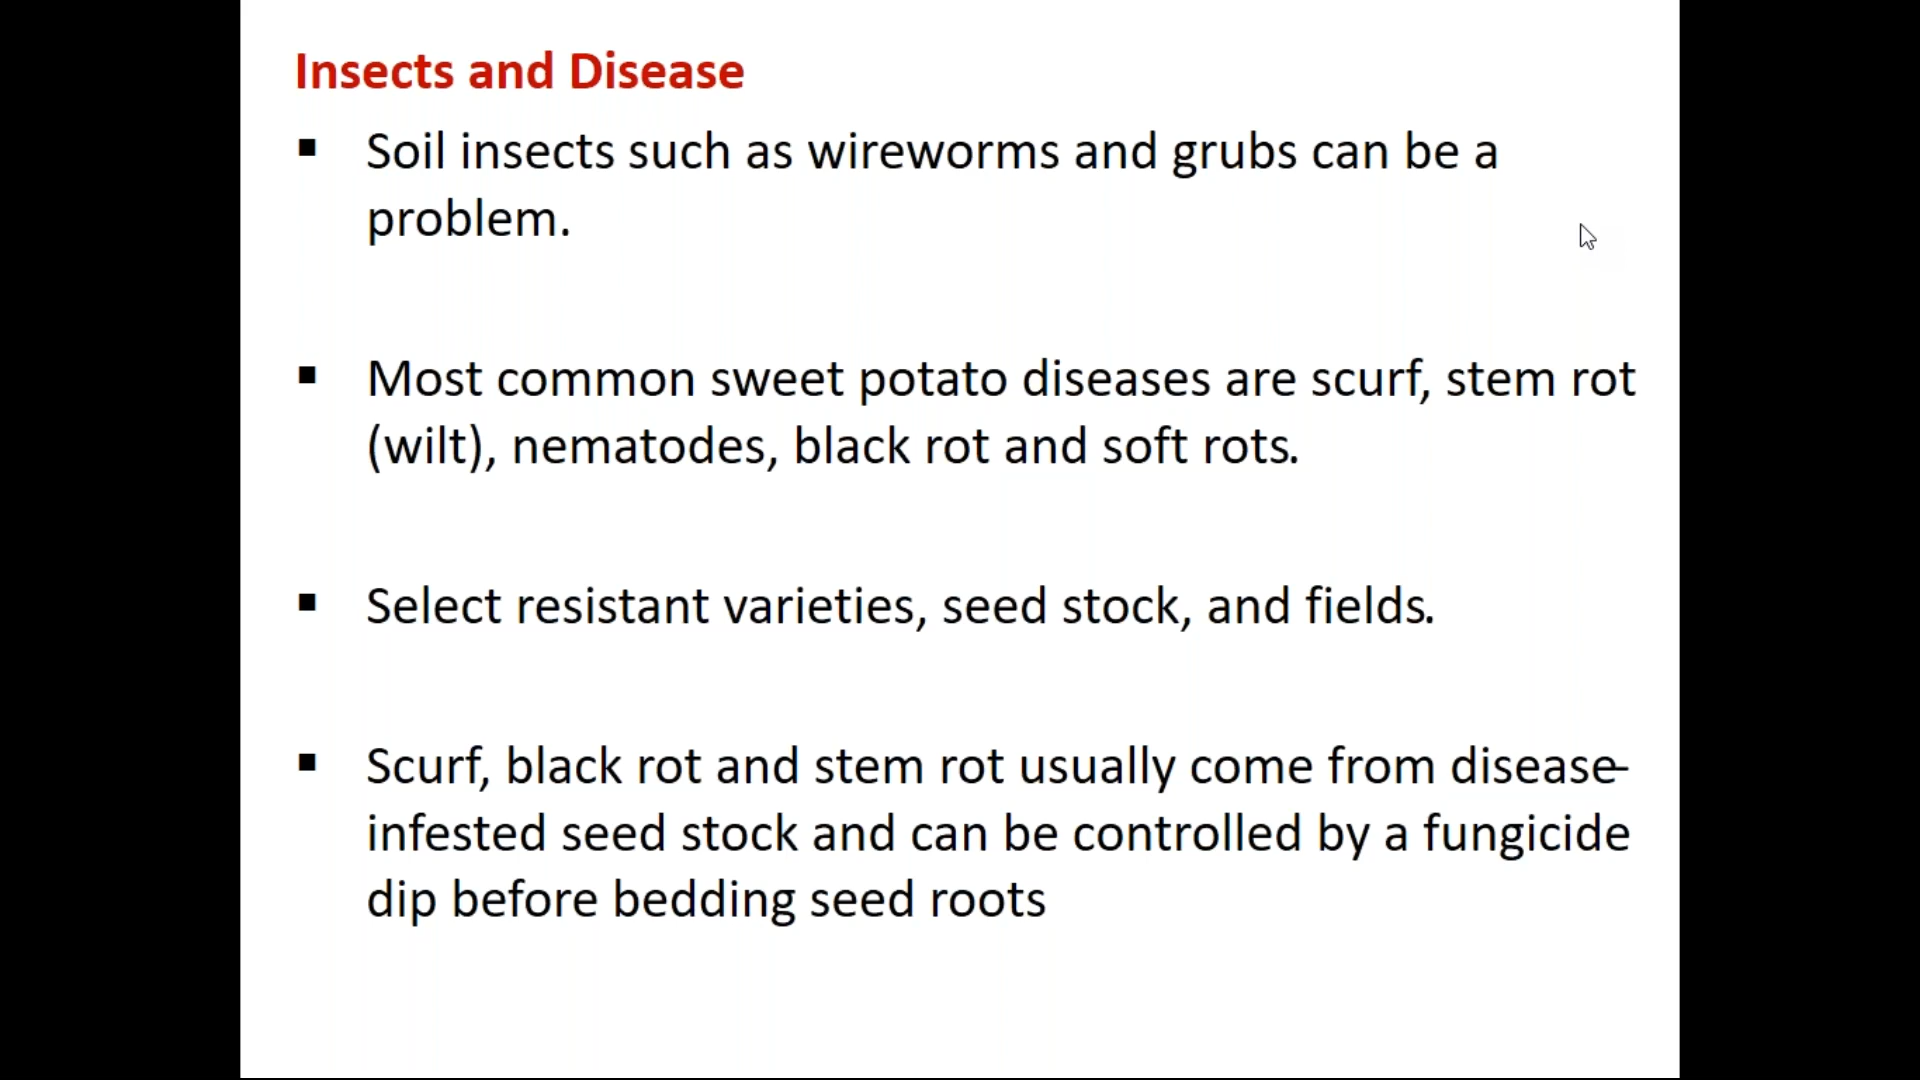 Insects and Disease
▪ Soil insects such as wireworms and grubs can be a
problem.
▪ Most common sweet potato diseases are scurf, stem rot
(wilt), nematodes, black rot and soft rots.
▪ Select resistant varieties, seed stock, and fields.
▪ Scurf, black rot and stem rot usually come from disease-
infested seed stock and can be controlled by a fungicide
dip before bedding seed roots